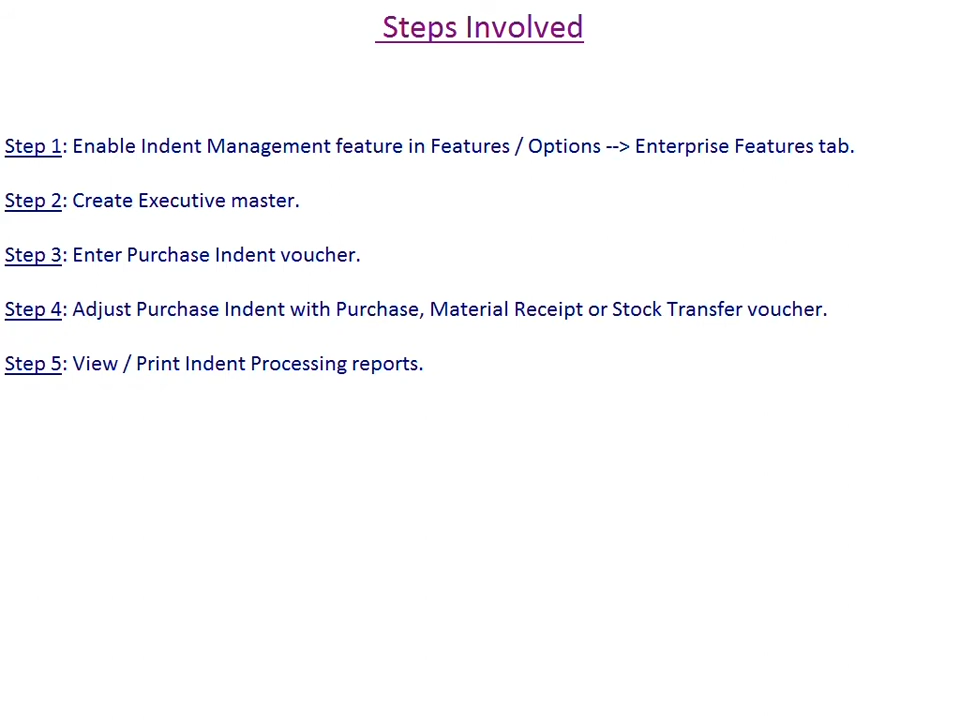 Steps Involved
Step 1: Enable Indent Management feature in Features / Options --> Enterprise Features tab.
Step 2: Create Executive master.
Step 3: Enter Purchase Indent voucher.
Step 4: Adjust Purchase Indent with Purchase, Material Receipt or Stock Transfer voucher.
Step 5: View / Print Indent Processing reports.